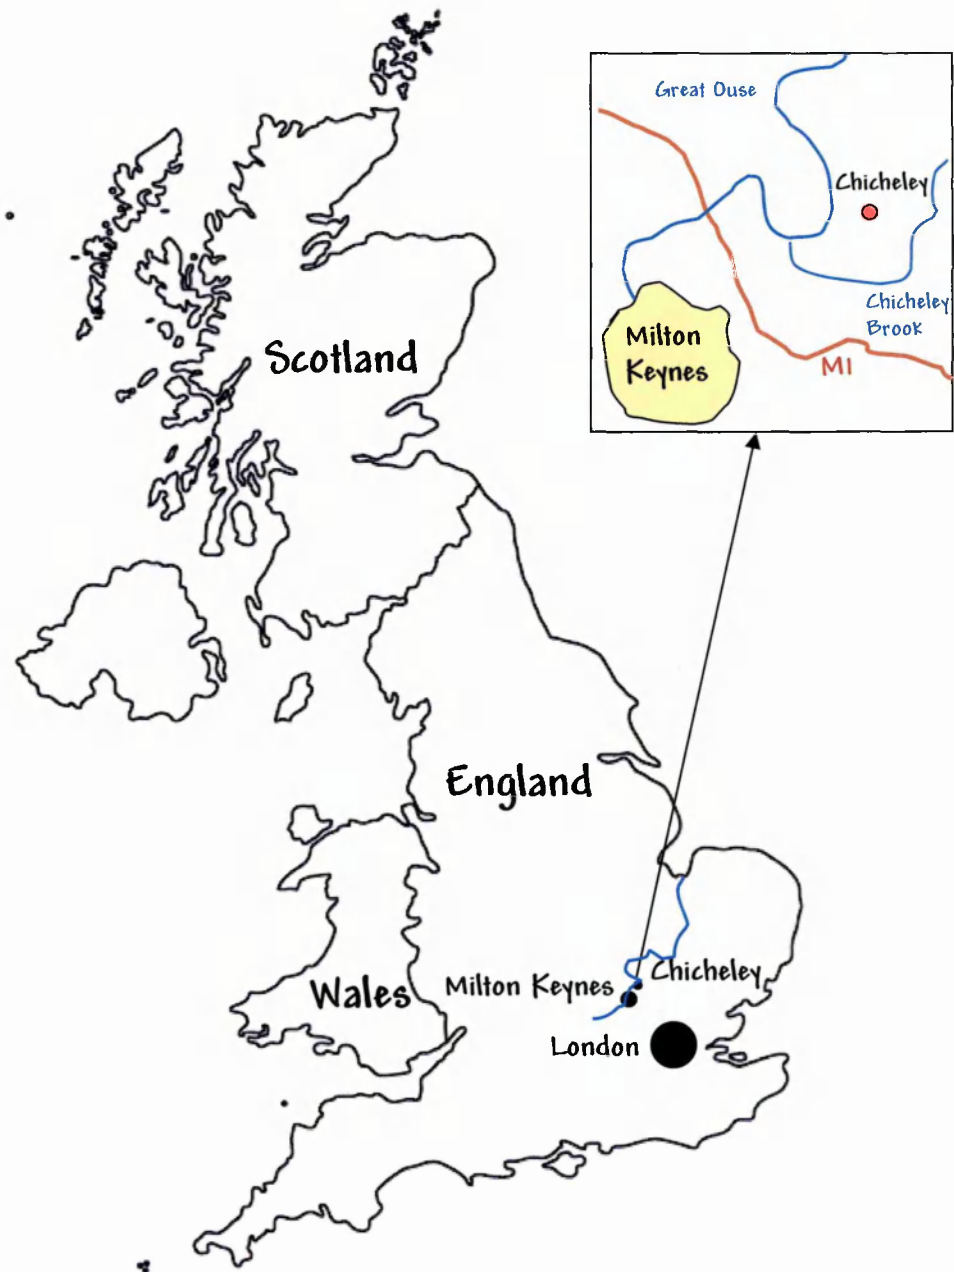 Great Ouse
Chicheley
Chicheley
Brook
Milton
Keynes
M1
Scotland
England
Wales
Milton Keynes
Chicheley
London